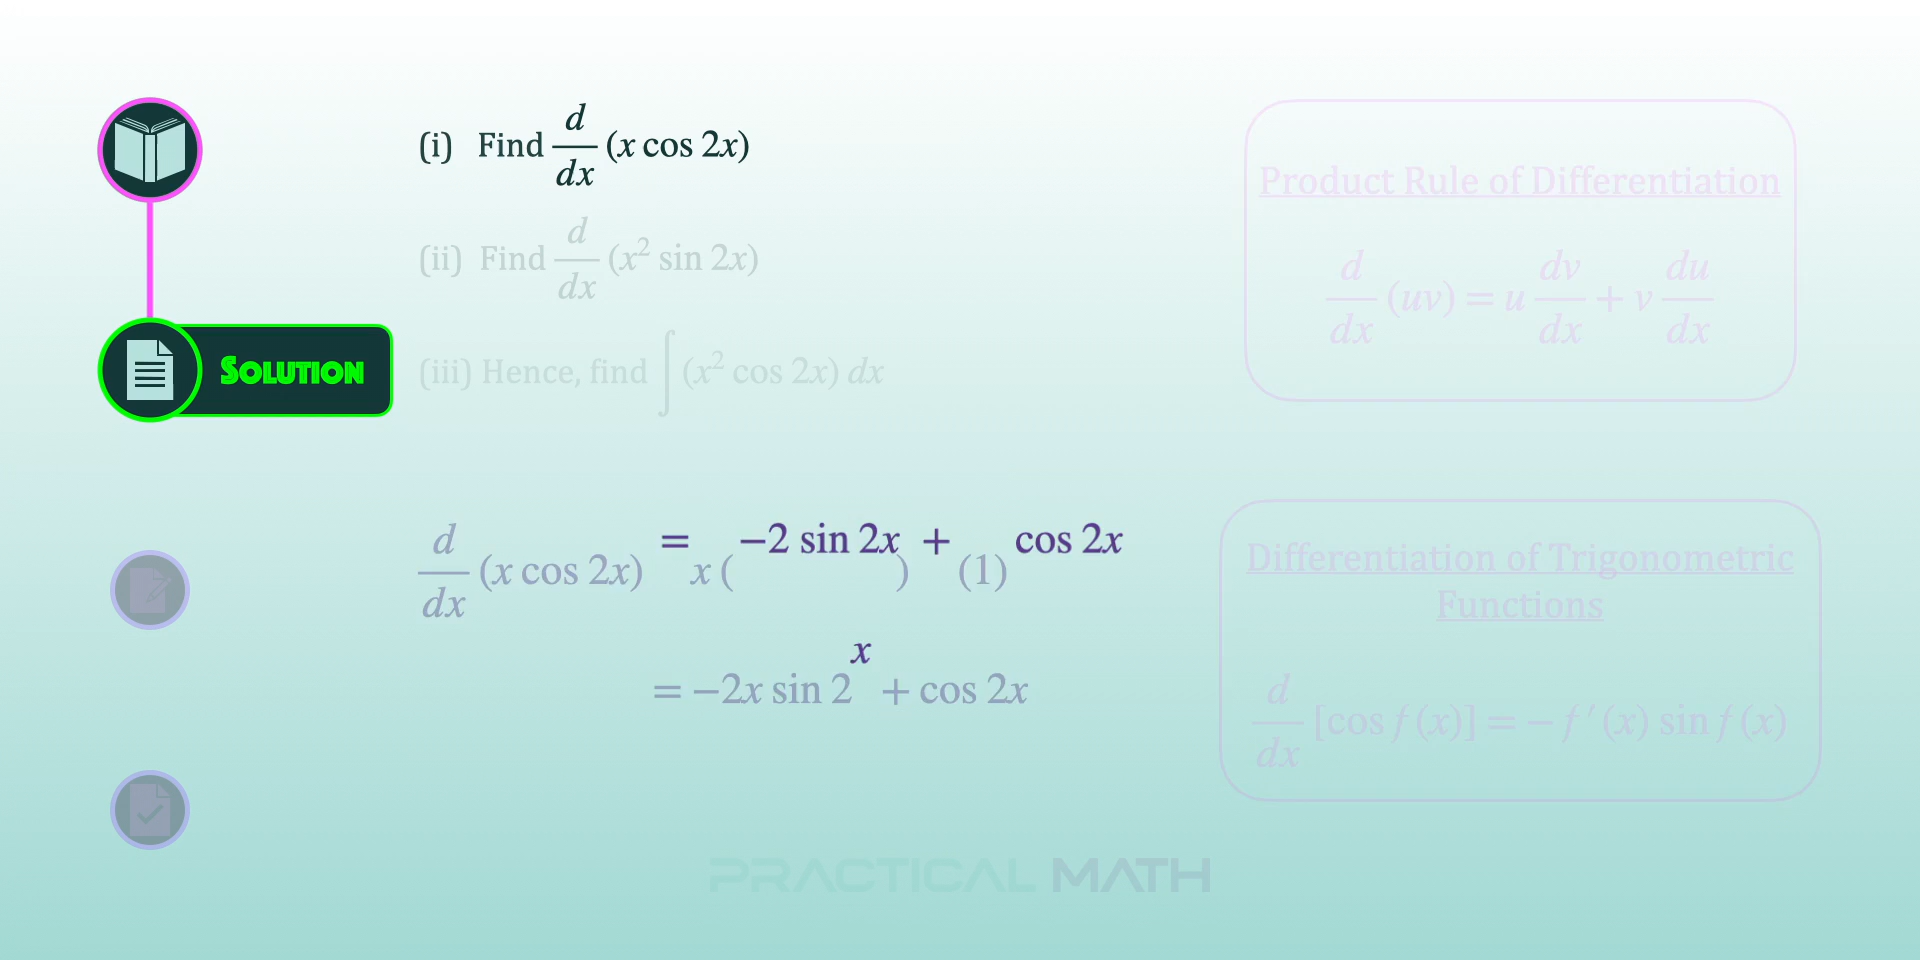 (i) Find d/dx (x cos 2x)
(ii) Find d/dx (x² sin 2x)
(iii) Hence, find ∫ (x² cos 2x) dx
SOLUTION
d/dx (x cos 2x) = x ( −2 sin 2x ) + (1) cos 2x
= −2x sin 2x + cos 2x
Product Rule of Differentiation
d/dx (uv) = u dv/dx + v du/dx
Differentiation of Trigonometric
Functions
d/dx [cos f (x)] = − f ′(x) sin f (x)
PRACTICAL MATH